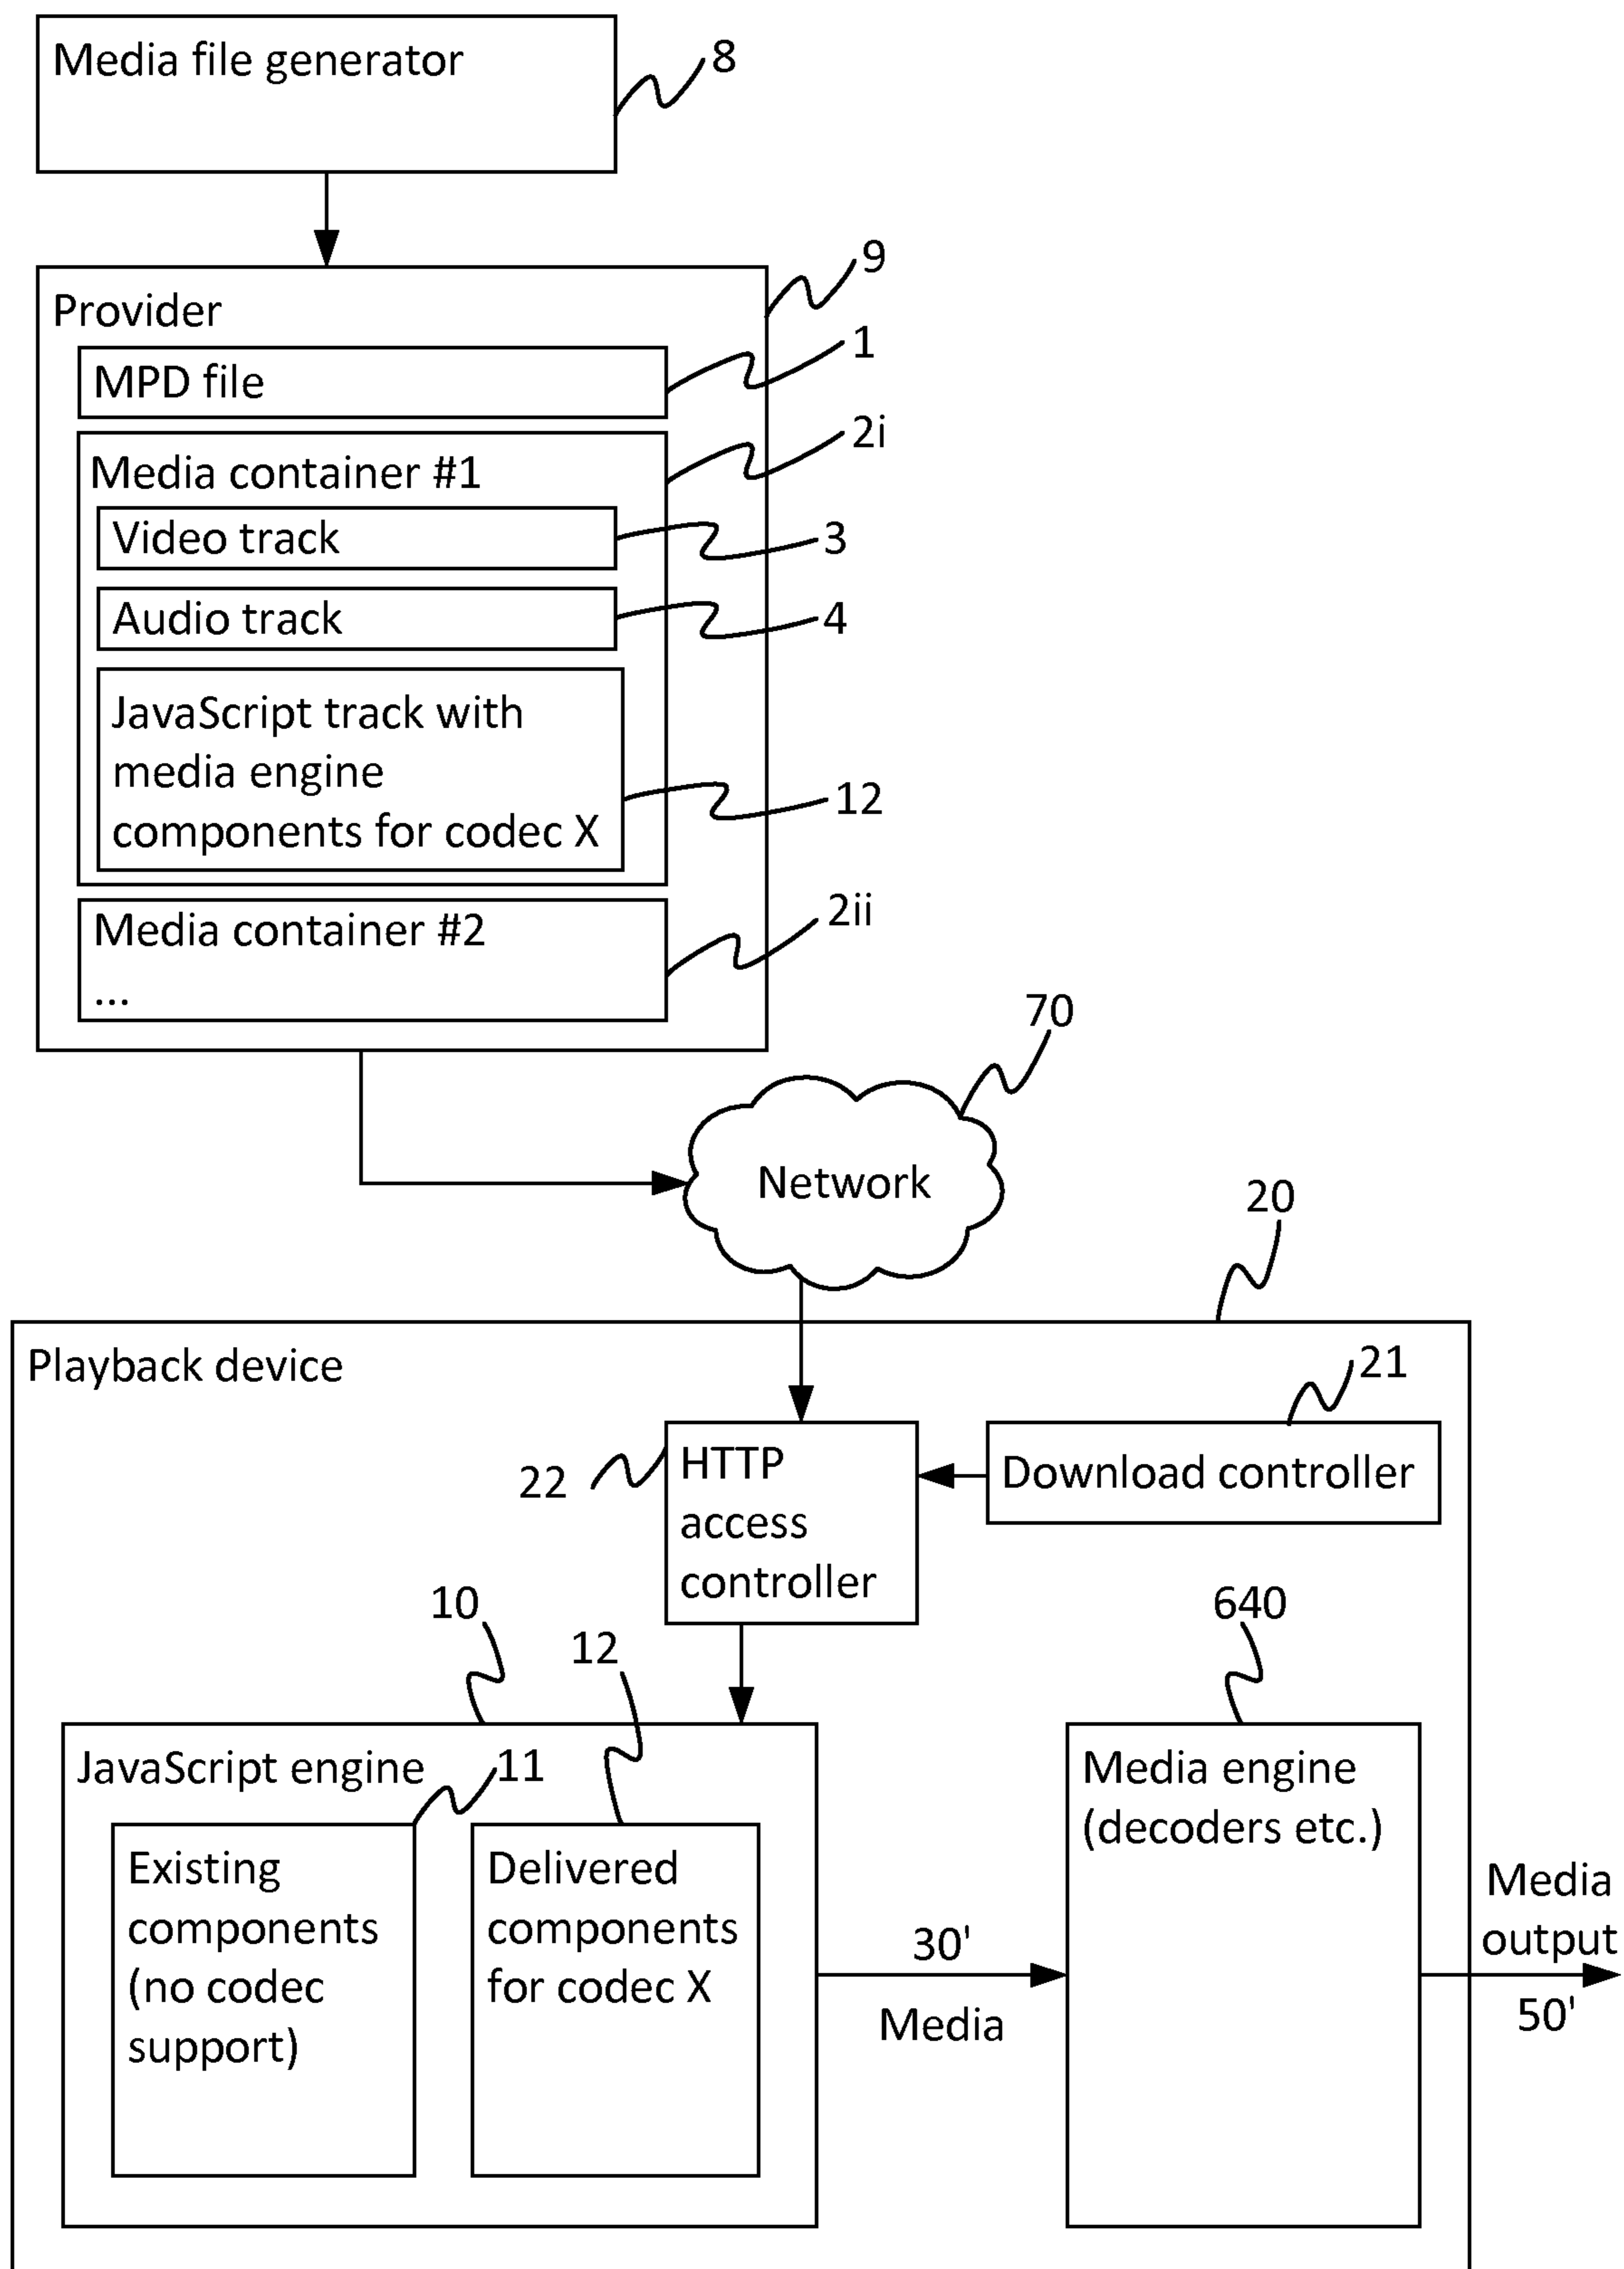 Media file generator
8
9
Provider
1
MPD file
2i
Media container #1
Video track
3
Audio track
4
JavaScript track with
media engine
components for codec X
12
2ii
Media container #2
...
70
Network
20
Playback device
21
22
HTTP
access
controller
Download controller
10
12
640
JavaScript engine
11
Existing
components
(no codec
support)
Delivered
components
for codec X
30'
Media
Media engine
(decoders etc.)
Media
output
50'